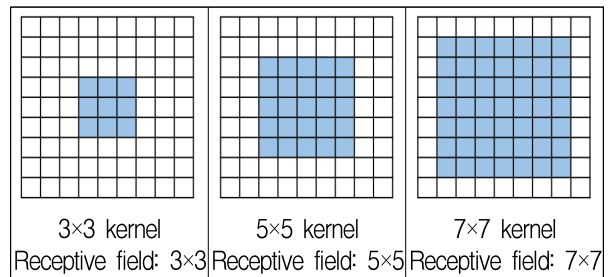 3×3 kernel
Receptive field: 3×3
5×5 kernel
Receptive field: 5×5
7×7 kernel
Receptive field: 7×7